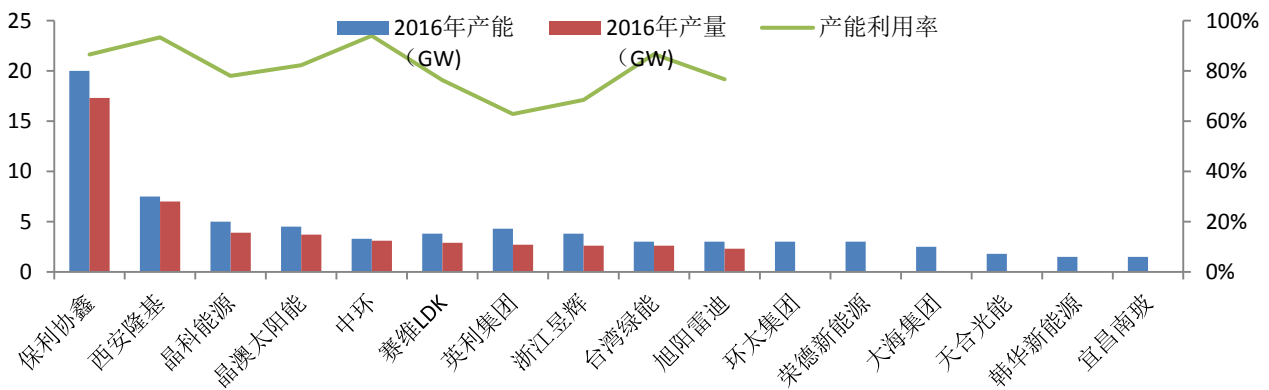 25
20
15
10
5
0
2016年产能
（GW)
2016年产量
（GW)
产能利用率
100%
80%
60%
40%
20%
0%
保利协鑫
西安隆基
晶科能源
晶澳太阳能
中环
赛维LDK
英利集团
浙江昱辉
台湾绿能
旭阳雷迪
环太集团
荣德新能源
大海集团
天合光能
韩华新能源
宜昌南玻